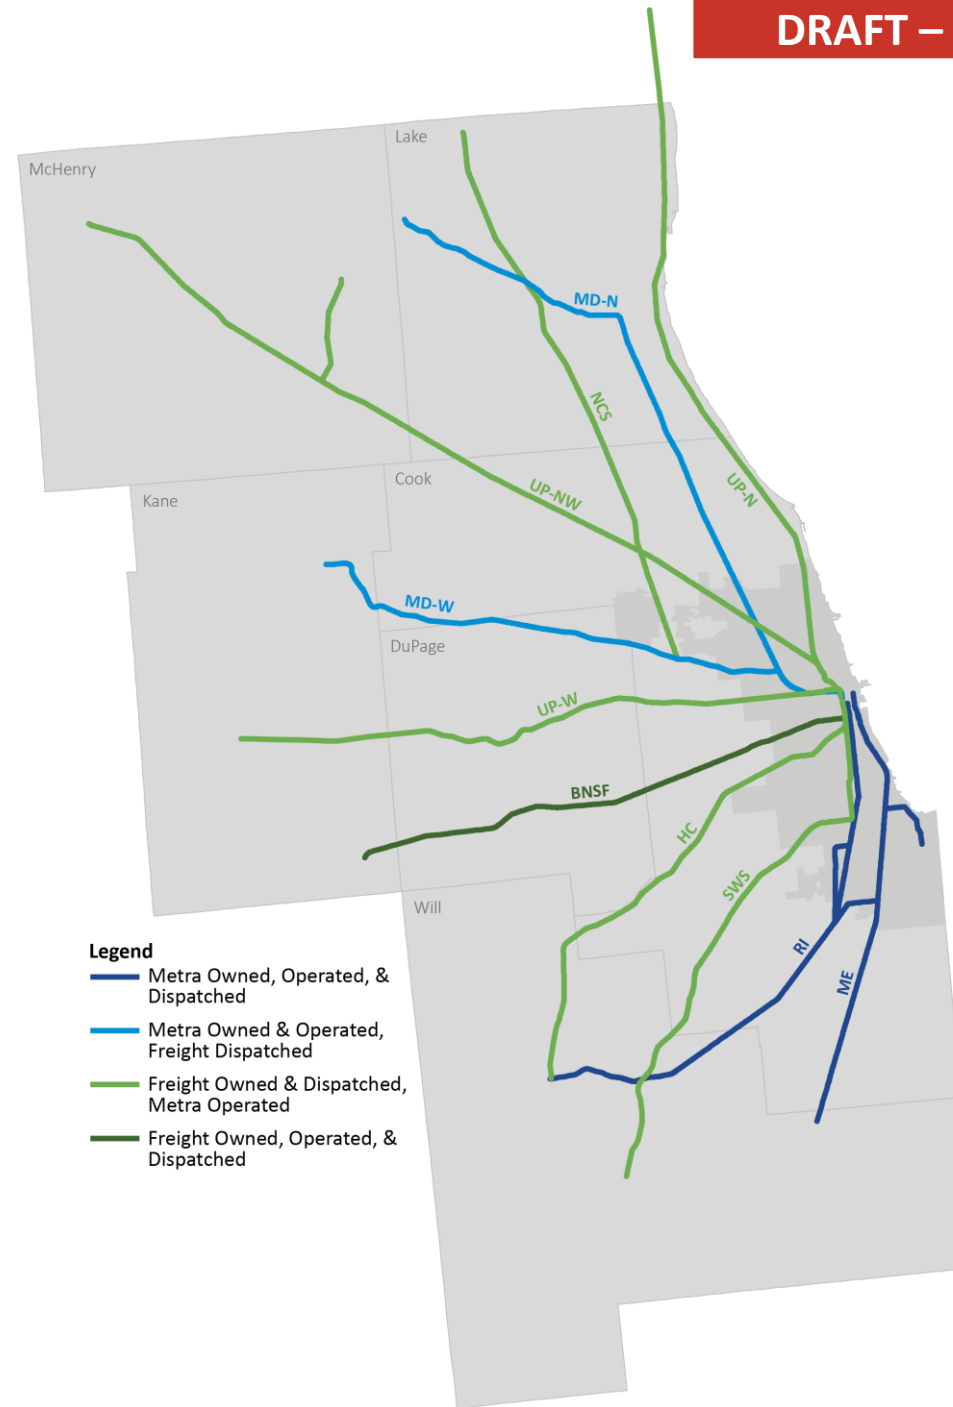 DRAFT –
Lake
McHenry
MD-N
NCS
Cook
UP-NW
UP-N
Kane
MD-W
DuPage
UP-W
BNSF
HC
SWS
Will
RI
ME
Legend
Metra Owned, Operated, &
Dispatched
Metra Owned & Operated,
Freight Dispatched
Freight Owned & Dispatched,
Metra Operated
Freight Owned, Operated, &
Dispatched